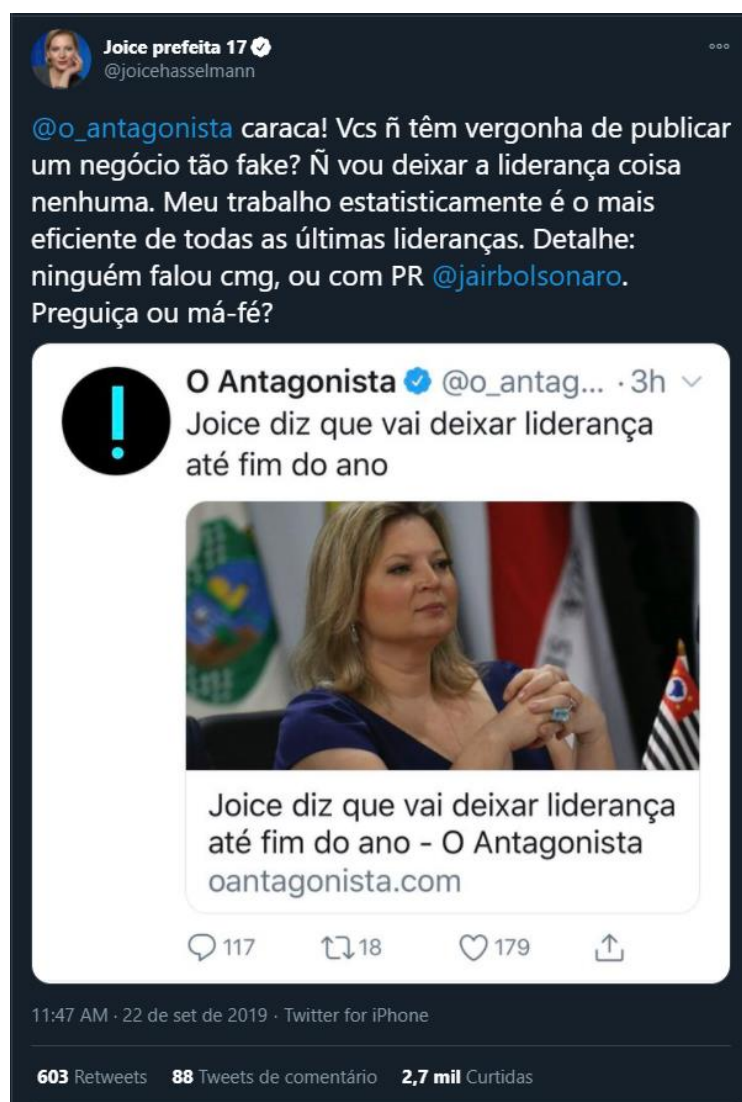 Joice prefeita 17
@joicehasselmann
@o_antagonista caraca! Vcs ñ têm vergonha de publicar
um negócio tão fake? Ñ vou deixar a liderança coisa
nenhuma. Meu trabalho estatisticamente é o mais
eficiente de todas as últimas lideranças. Detalhe:
ninguém falou cmg, ou com PR @jairbolsonaro.
Preguiça ou má-fé?
O Antagonista @o_antag... · 3h
Joice diz que vai deixar liderança
até fim do ano
Joice diz que vai deixar liderança
até fim do ano - O Antagonista
oantagonista.com
117 18 179
11:47 AM · 22 de set de 2019 · Twitter for iPhone
603 Retweets 88 Tweets de comentário 2,7 mil Curtidas